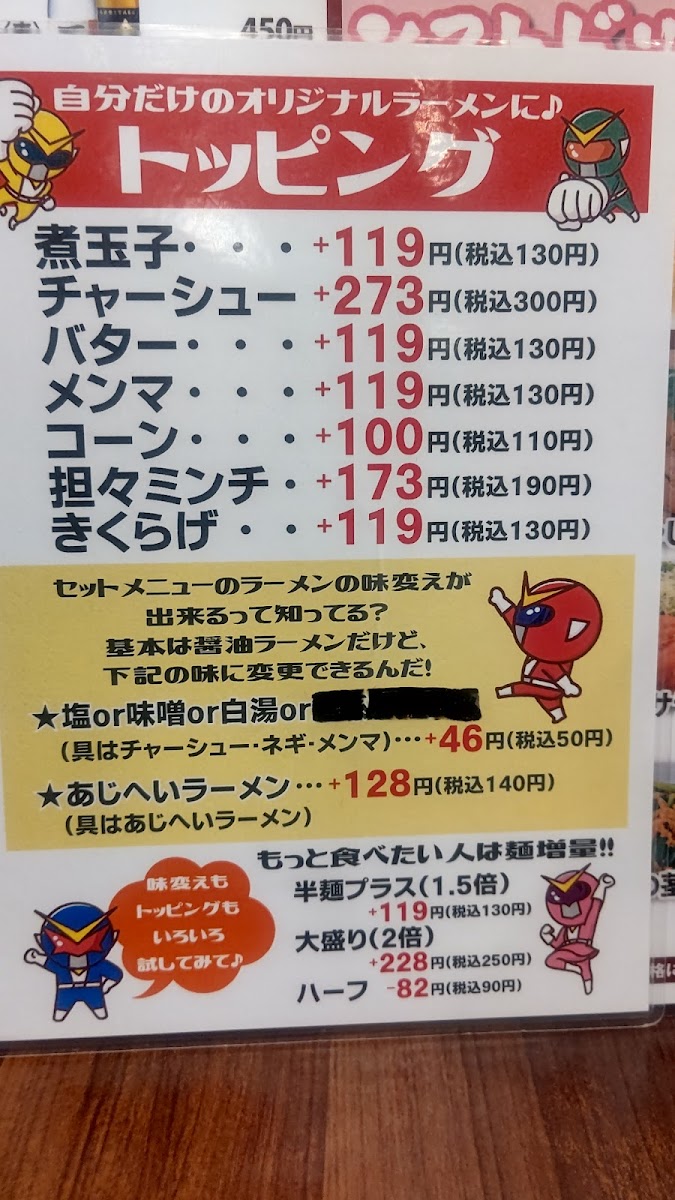 450円
自分だけのオリジナルラーメンに♪
トッピング
煮玉子・・・+119円(税込130円)
チャーシュー +273円(税込300円)
バター・・・+119円(税込130円)
メンマ・・・+119円(税込130円)
コーン・・・+100円(税込110円)
担々ミンチ・+173円(税込190円)
きくらげ・・+119円(税込130円)
セットメニューのラーメンの味変えが
出来るって知ってる?
基本は醤油ラーメンだけど、
下記の味に変更できるんだ!
★塩or味噌or白湯or
(具はチャーシュー・ネギ・メンマ)…+46円(税込50円)
★あじへいラーメン…+128円(税込140円)
(具はあじへいラーメン)
もっと食べたい人は麺増量!!
半麺プラス(1.5倍)
+119円(税込130円)
大盛り(2倍)
+228円(税込250円)
ハーフ -82円(税込90円)
味変えも
トッピングも
いろいろ
試してみて♪